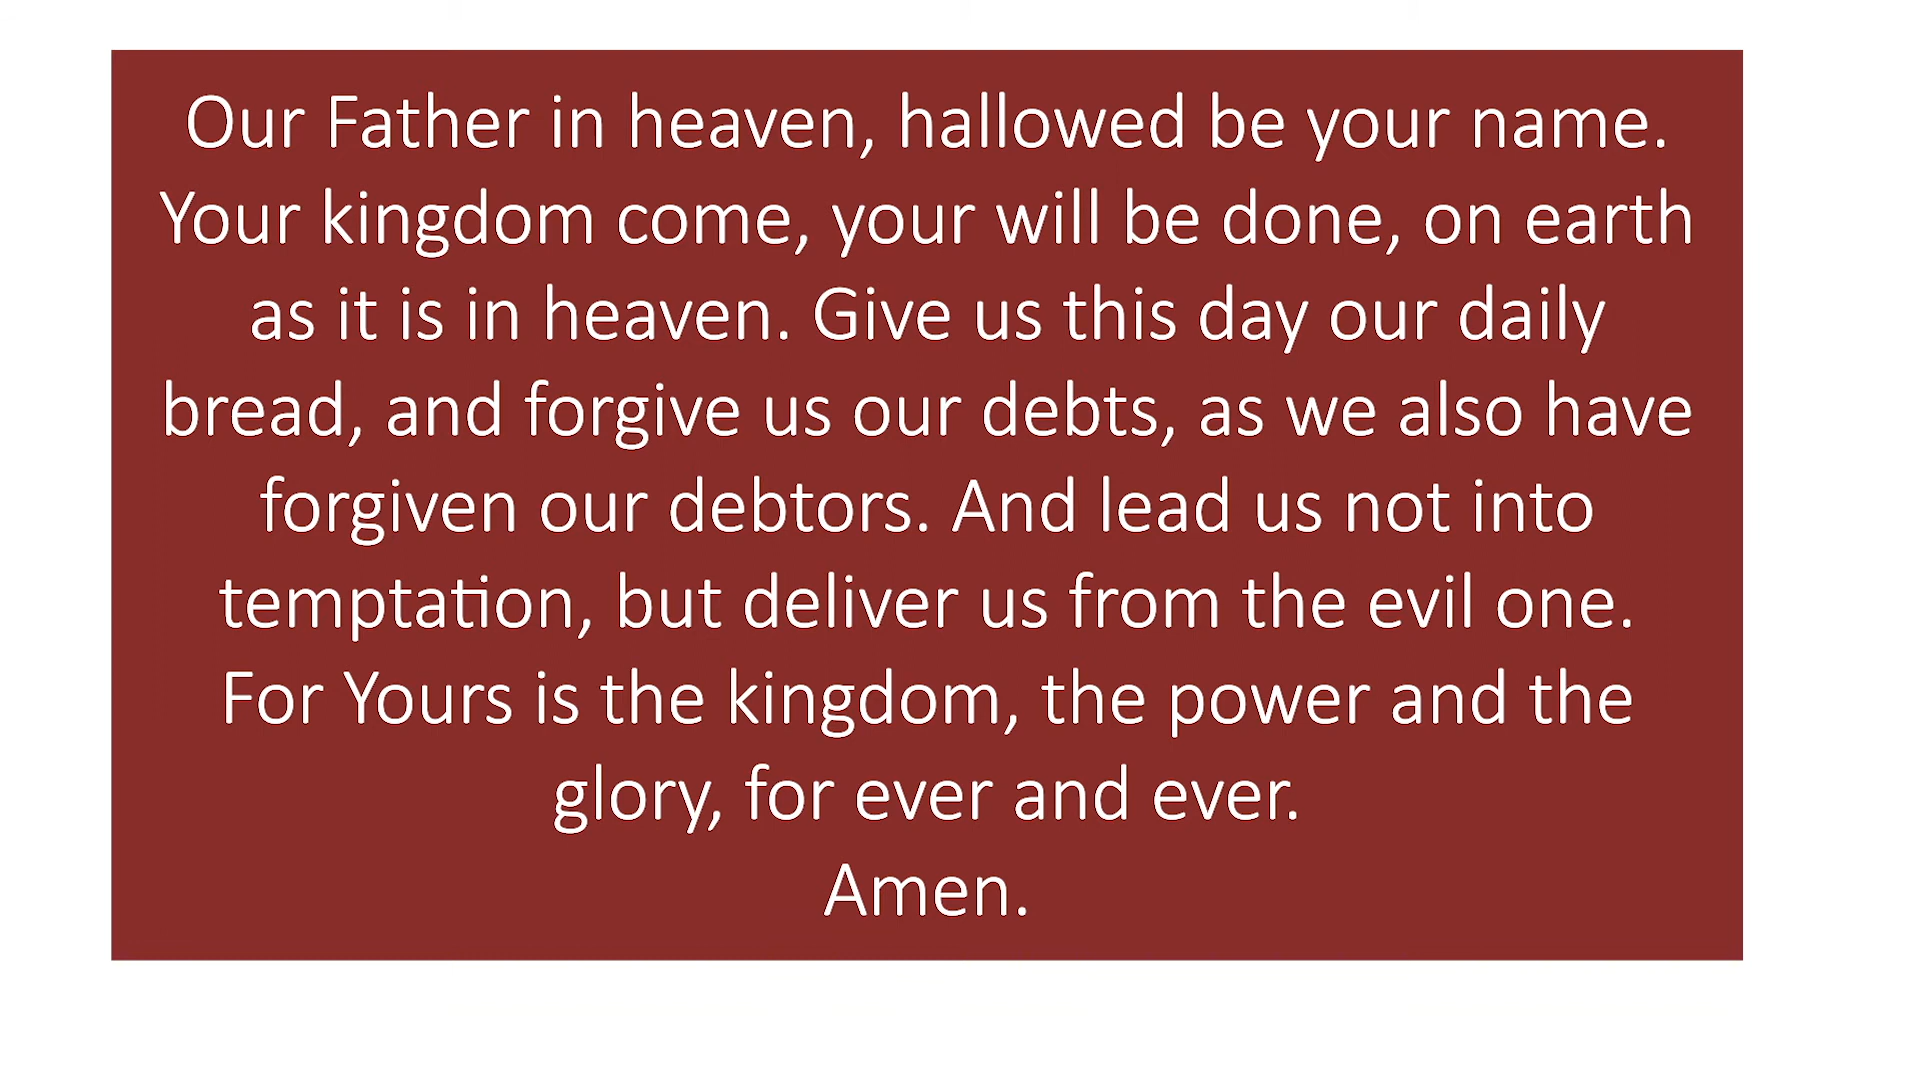 Our Father in heaven, hallowed be your name.
Your kingdom come, your will be done, on earth
as it is in heaven. Give us this day our daily
bread, and forgive us our debts, as we also have
forgiven our debtors. And lead us not into
temptation, but deliver us from the evil one.
For Yours is the kingdom, the power and the
glory, for ever and ever.
Amen.